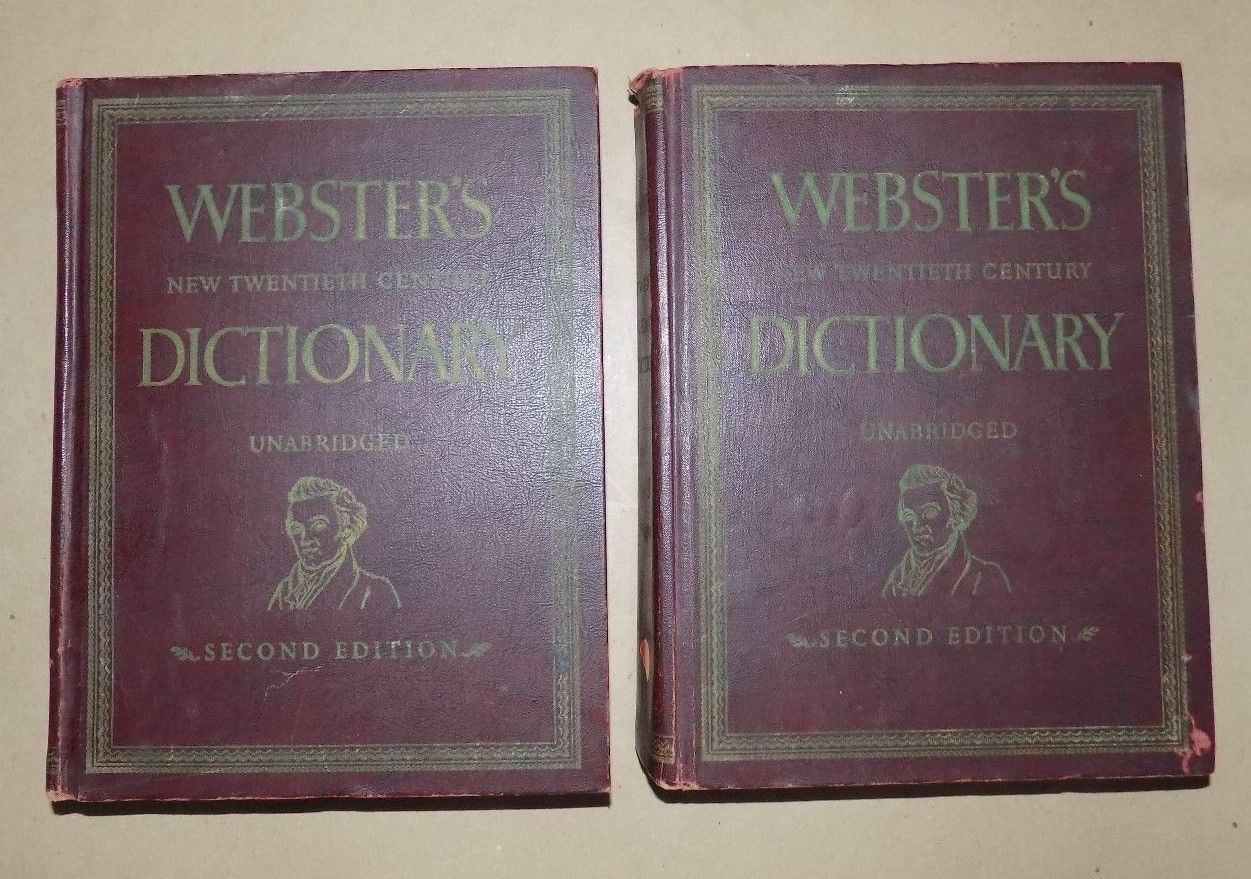 WEBSTER'S
NEW TWENTIETH CENTURY
DICTIONARY
UNABRIDGED
SECOND EDITION
WEBSTER'S
NEW TWENTIETH CENTURY
DICTIONARY
UNABRIDGED
SECOND EDITION